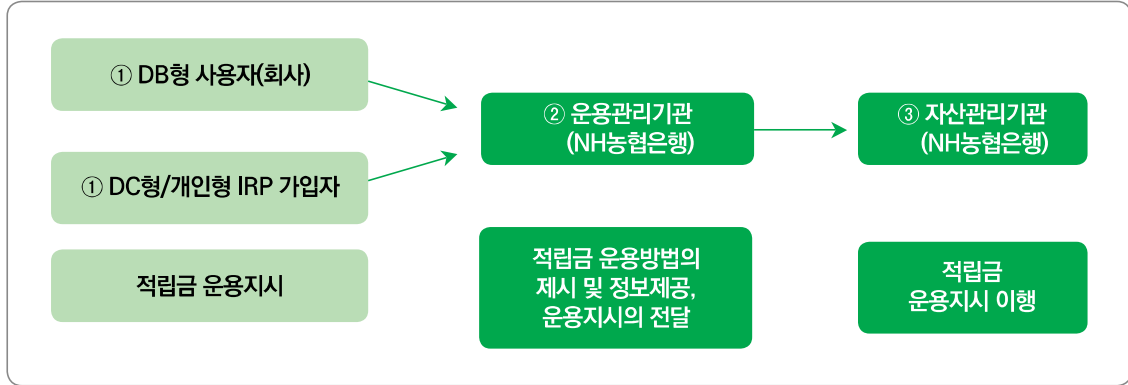 ① DB형 사용자(회사)
① DC형/개인형 IRP 가입자
적립금 운용지시
② 운용관리기관
(NH농협은행)
적립금 운용방법의
제시 및 정보제공,
운용지시의 전달
③ 자산관리기관
(NH농협은행)
적립금
운용지시 이행